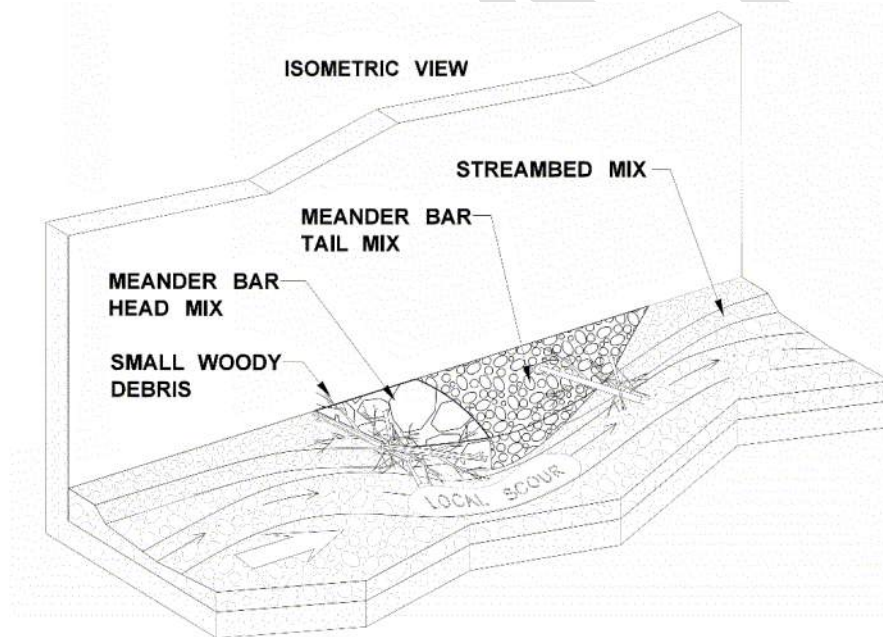 ISOMETRIC VIEW
STREAMBED MIX
MEANDER BAR
TAIL MIX
MEANDER BAR
HEAD MIX
SMALL WOODY
DEBRIS
LOCAL SCOUR